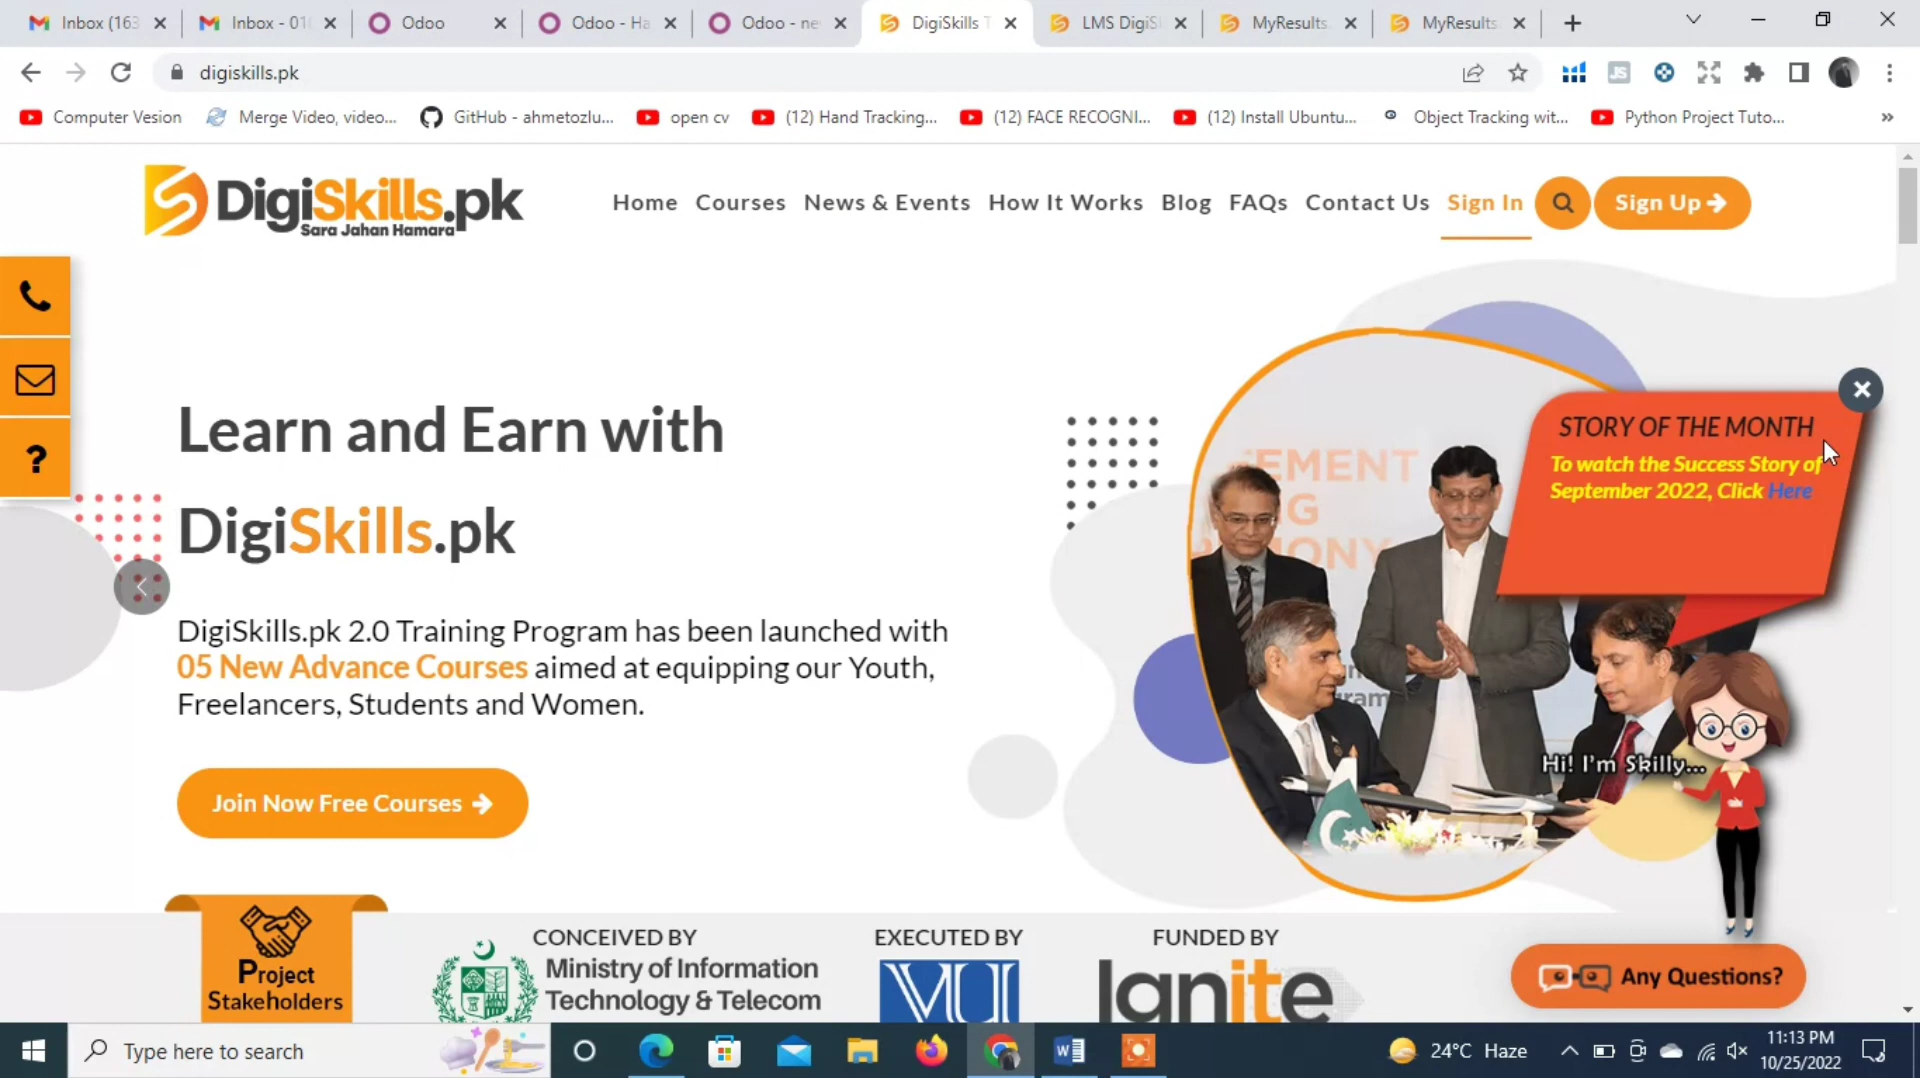 Inbox (163
Inbox - 01
Odoo
Odoo - Ha
Odoo - ne
DigiSkills T
LMS DigiSk
MyResults
MyResults
digiskills.pk
Computer Vesion
Merge Video, video...
GitHub - ahmetozlu...
open cv
(12) Hand Tracking...
(12) FACE RECOGNI...
(12) Install Ubuntu...
Object Tracking wit...
Python Project Tuto...
»
DigiSkills.pk
Sara Jahan Hamara
Home
Courses
News & Events
How It Works
Blog
FAQs
Contact Us
Sign In
Sign Up
?
Learn and Earn with
DigiSkills.pk
DigiSkills.pk 2.0 Training Program has been launched with
05 New Advance Courses aimed at equipping our Youth,
Freelancers, Students and Women.
Join Now Free Courses
STORY OF THE MONTH
To watch the Success Story of
September 2022, Click Here
Hi! I'm Skilly...
Project
Stakeholders
CONCEIVED BY
Ministry of Information
Technology & Telecom
EXECUTED BY
VU
FUNDED BY
Ignite
Any Questions?
Type here to search
24°C Haze
11:13 PM
10/25/2022